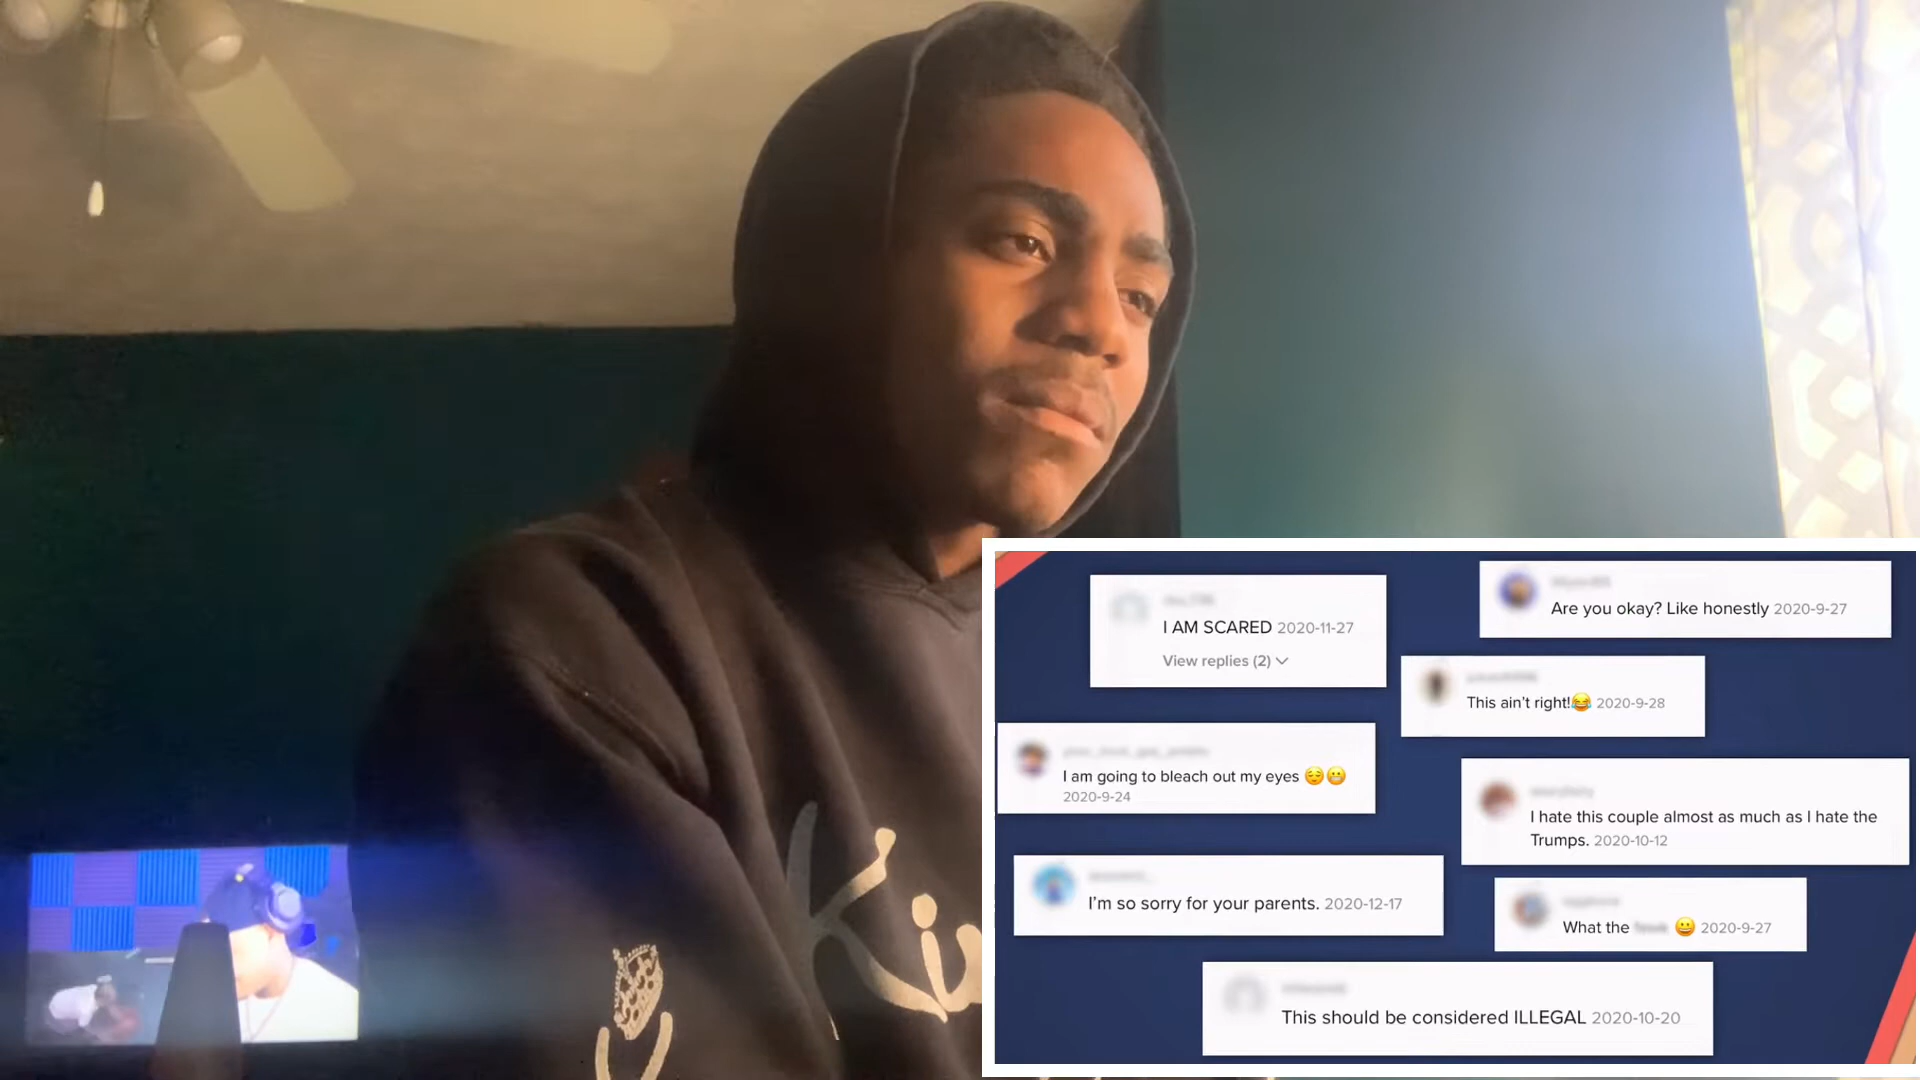 I AM SCARED 2020-11-27
View replies (2)
Are you okay? Like honestly 2020-9-27
This ain't right!😂 2020-9-28
I am going to bleach out my eyes 😌😬
2020-9-24
I hate this couple almost as much as I hate the
Trumps. 2020-10-12
I'm so sorry for your parents. 2020-12-17
What the 😀 2020-9-27
This should be considered ILLEGAL 2020-10-20